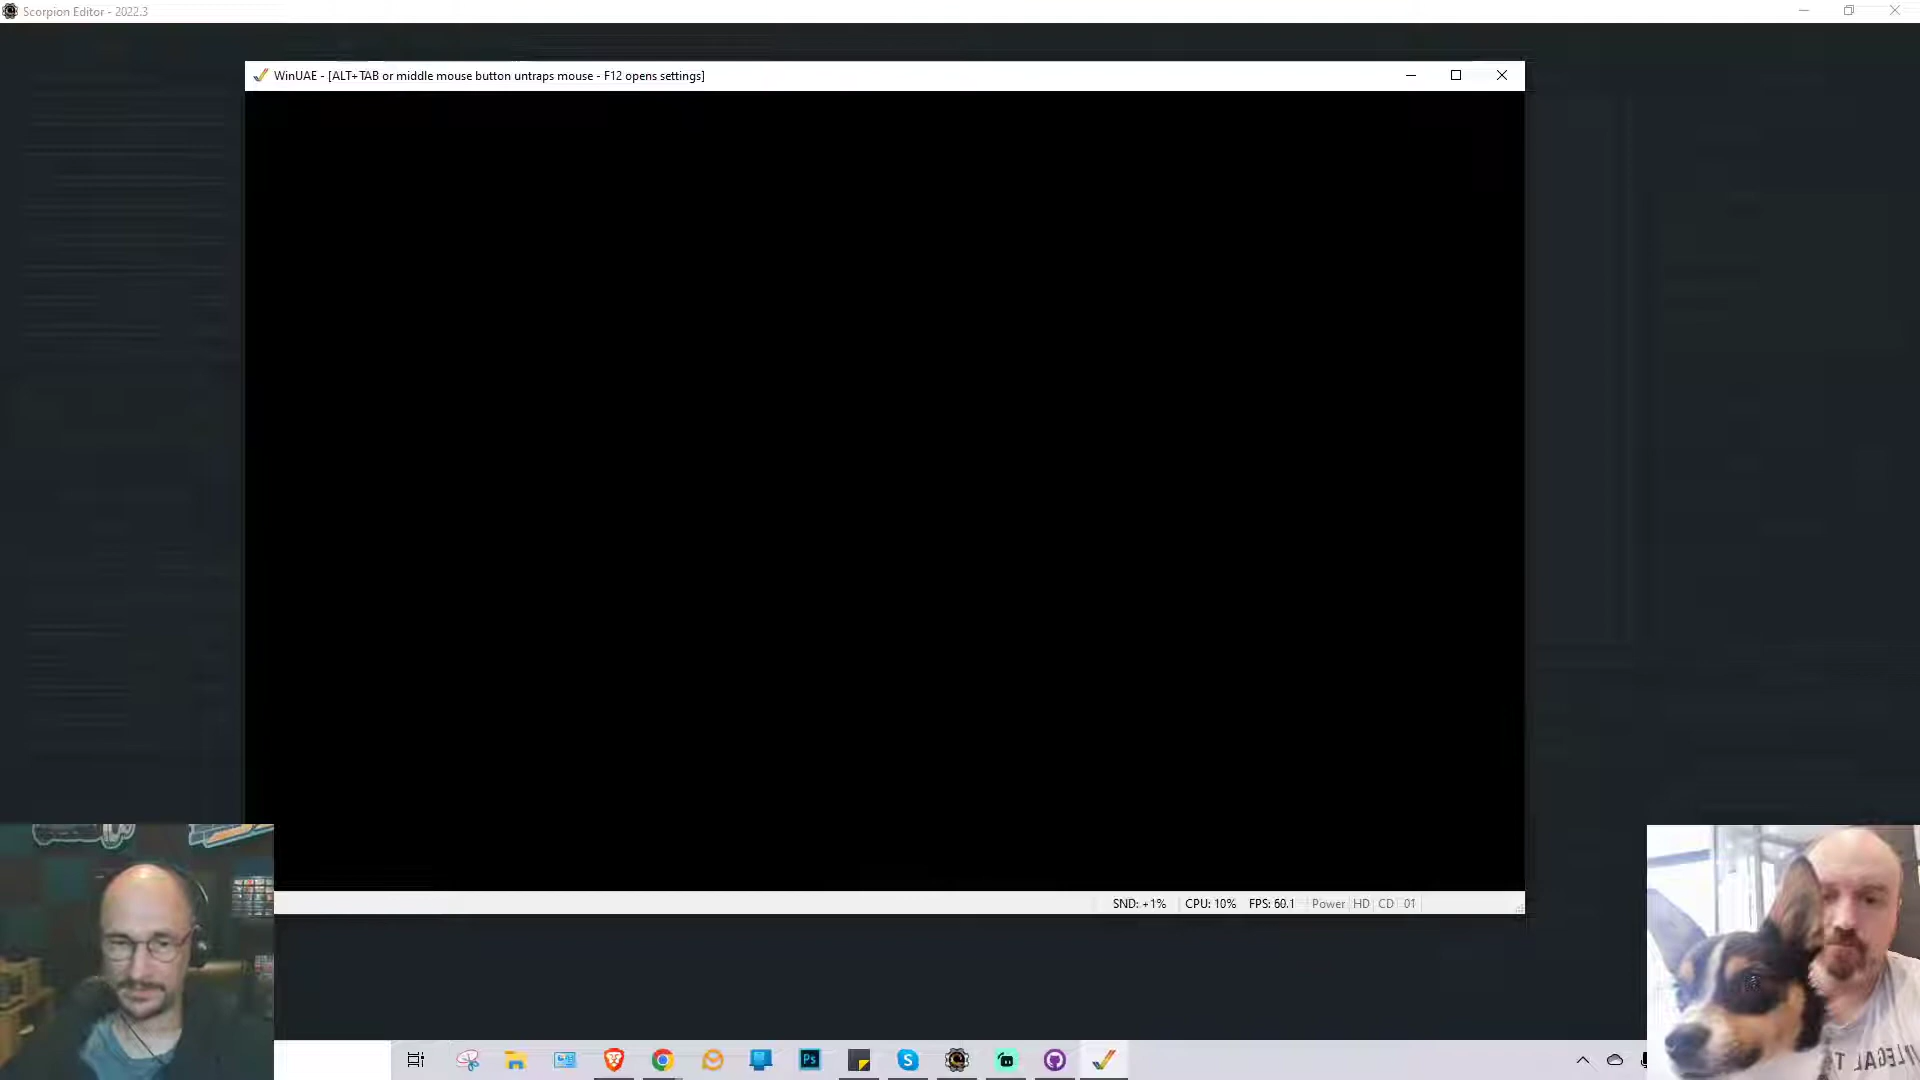 Scorpion Editor - 2022.3
WinUAE - [ALT+TAB or middle mouse button untraps mouse - F12 opens settings]
SND: +1% CPU: 10% FPS: 60.1 Power HD CD 01
Ps
S